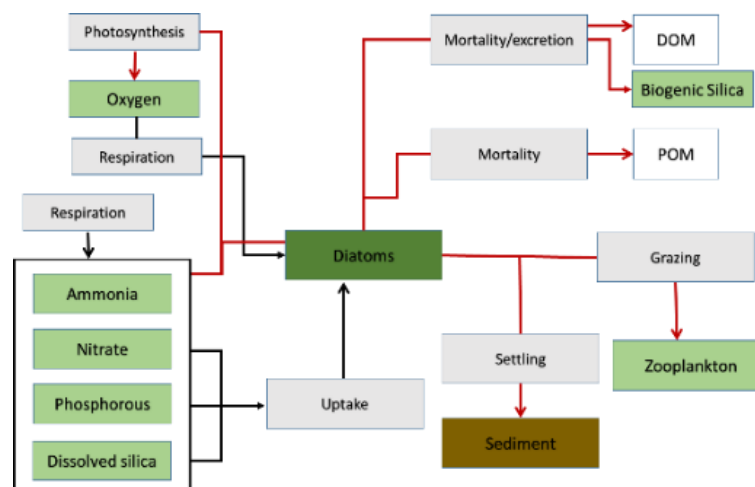 Photosynthesis
Mortality/excretion
DOM
Oxygen
Biogenic Silica
Respiration
Mortality
POM
Respiration
Diatoms
Grazing
Ammonia
Nitrate
Settling
Zooplankton
Phosphorous
Uptake
Sediment
Dissolved silica